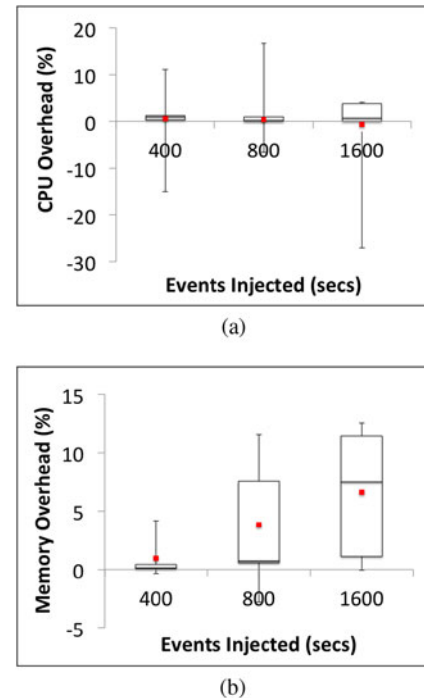 20
10
0
-10
-20
-30
CPU Overhead (%)
400 800 1600
Events Injected (secs)
(a)
15
10
5
0
-5
Memory Overhead (%)
400 800 1600
Events Injected (secs)
(b)